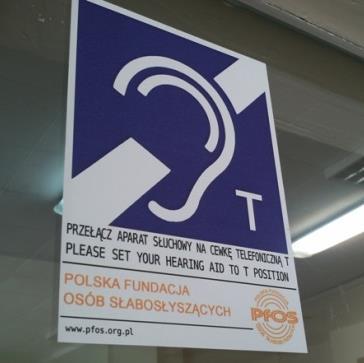 T
PRZEŁĄCZ APARAT SŁUCHOWY NA CEWKĘ TELEFONICZNĄ T
PLEASE SET YOUR HEARING AID TO T POSITION
POLSKA FUNDACJA
OSÓB SŁABOSŁYSZĄCYCH
PFOS
www.pfos.org.pl